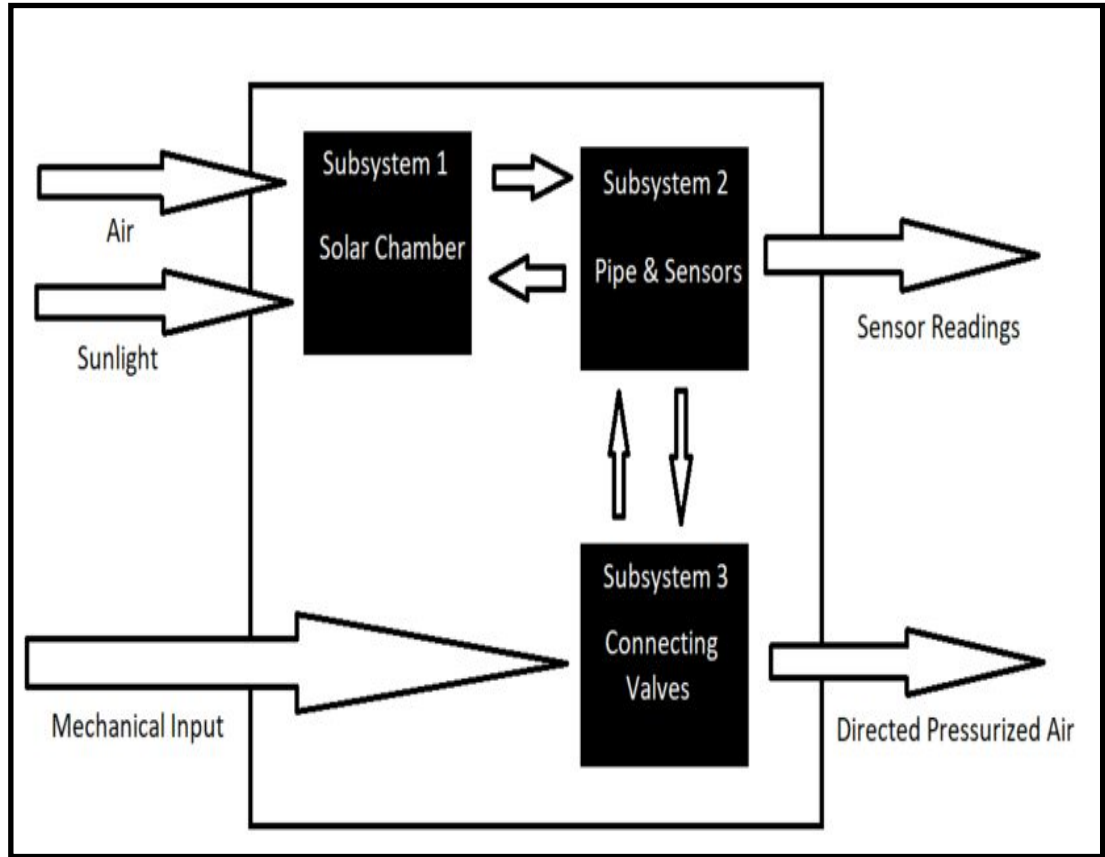 Air
Sunlight
Mechanical Input
Subsystem 1
Solar Chamber
Subsystem 2
Pipe & Sensors
Subsystem 3
Connecting
Valves
Sensor Readings
Directed Pressurized Air